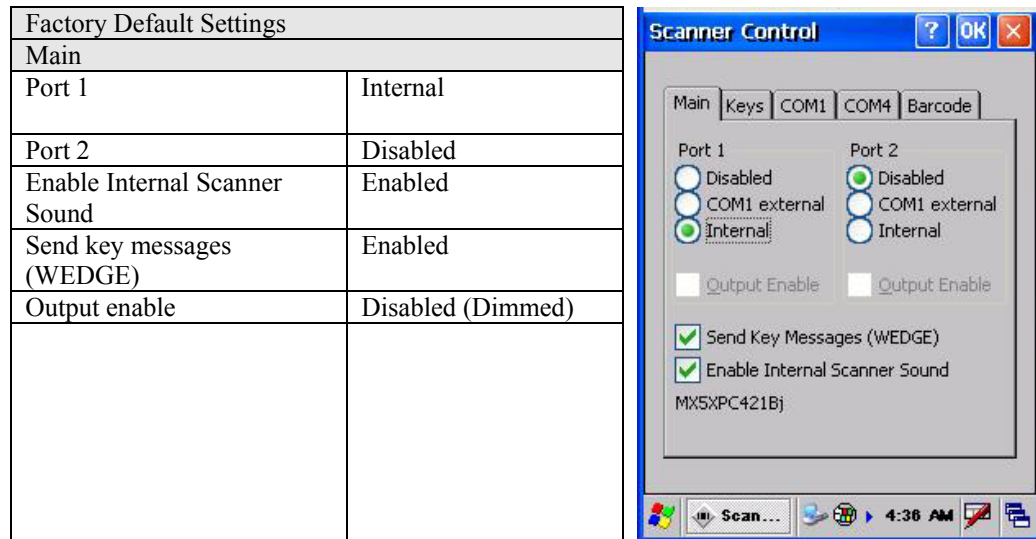 Factory Default Settings
Main
Port 1 Internal
Port 2 Disabled
Enable Internal Scanner Enabled
Sound
Send key messages Enabled
(WEDGE)
Output enable Disabled (Dimmed)
Scanner Control ? OK
Main Keys COM1 COM4 Barcode
Port 1 Port 2
Disabled Disabled
COM1 external COM1 external
Internal Internal
Output Enable Output Enable
Send Key Messages (WEDGE)
Enable Internal Scanner Sound
MX5XPC421Bj
Scan... 4:36 AM